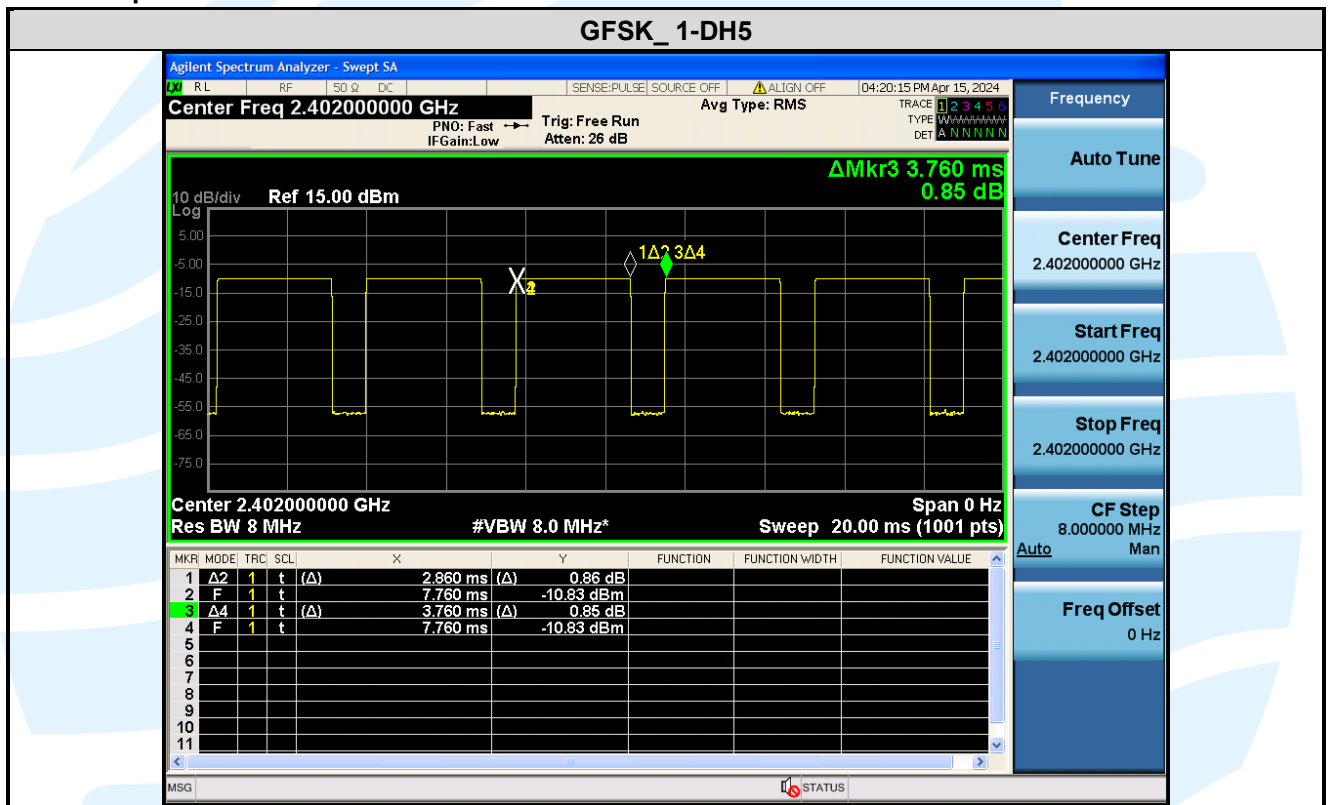 GFSK_ 1-DH5
Agilent Spectrum Analyzer - Swept SA
LXI RL RF 50 Ω DC SENSE:PULSE SOURCE OFF ALIGN OFF 04:20:15 PM Apr 15, 2024
Center Freq 2.402000000 GHz
PNO: Fast
IFGain:Low
Trig: Free Run
Atten: 26 dB
Avg Type: RMS
TRACE 1 2 3 4 5 6
TYPE
DET A N N N N N
ΔMkr3 3.760 ms
0.85 dB
10 dB/div Ref 15.00 dBm
Log
5.00
-5.00
-15.0
-25.0
-35.0
-45.0
-55.0
-65.0
-75.0
1Δ2 3Δ4
Center 2.402000000 GHz Span 0 Hz
Res BW 8 MHz #VBW 8.0 MHz* Sweep 20.00 ms (1001 pts)
MKR MODE TRC SCL X Y FUNCTION FUNCTION WIDTH FUNCTION VALUE
1 Δ2 1 t (Δ) 2.860 ms (Δ) 0.86 dB
2 F 1 t 7.760 ms -10.83 dBm
3 Δ4 1 t (Δ) 3.760 ms (Δ) 0.85 dB
4 F 1 t 7.760 ms -10.83 dBm
5
6
7
8
9
10
11
MSG STATUS
Frequency
Auto Tune
Center Freq
2.402000000 GHz
Start Freq
2.402000000 GHz
Stop Freq
2.402000000 GHz
CF Step
8.000000 MHz
Auto Man
Freq Offset
0 Hz